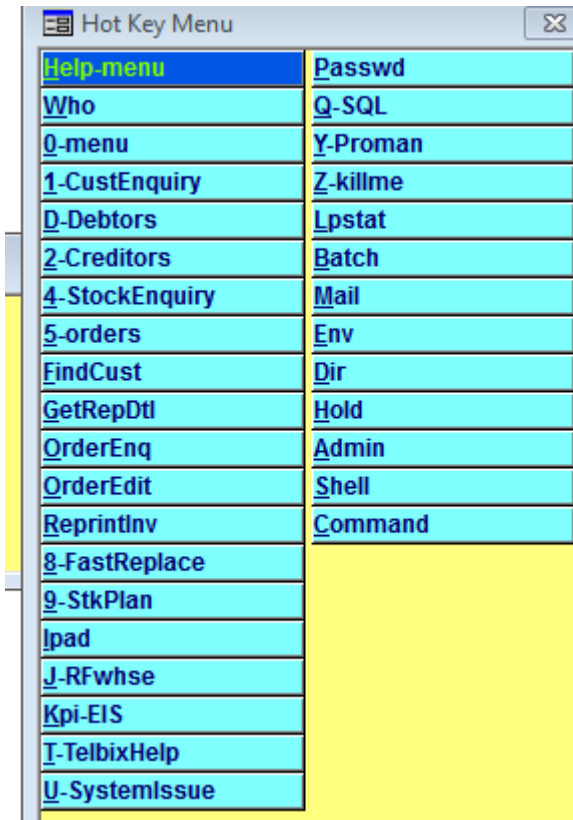 Hot Key Menu
Help-menu
Who
0-menu
1-CustEnquiry
D-Debtors
2-Creditors
4-StockEnquiry
5-orders
FindCust
GetRepDtl
OrderEnq
OrderEdit
ReprintInv
8-FastReplace
9-StkPlan
Ipad
J-RFwhse
Kpi-EIS
T-TelbixHelp
U-SystemIssue
Passwd
Q-SQL
Y-Proman
Z-killme
Lpstat
Batch
Mail
Env
Dir
Hold
Admin
Shell
Command